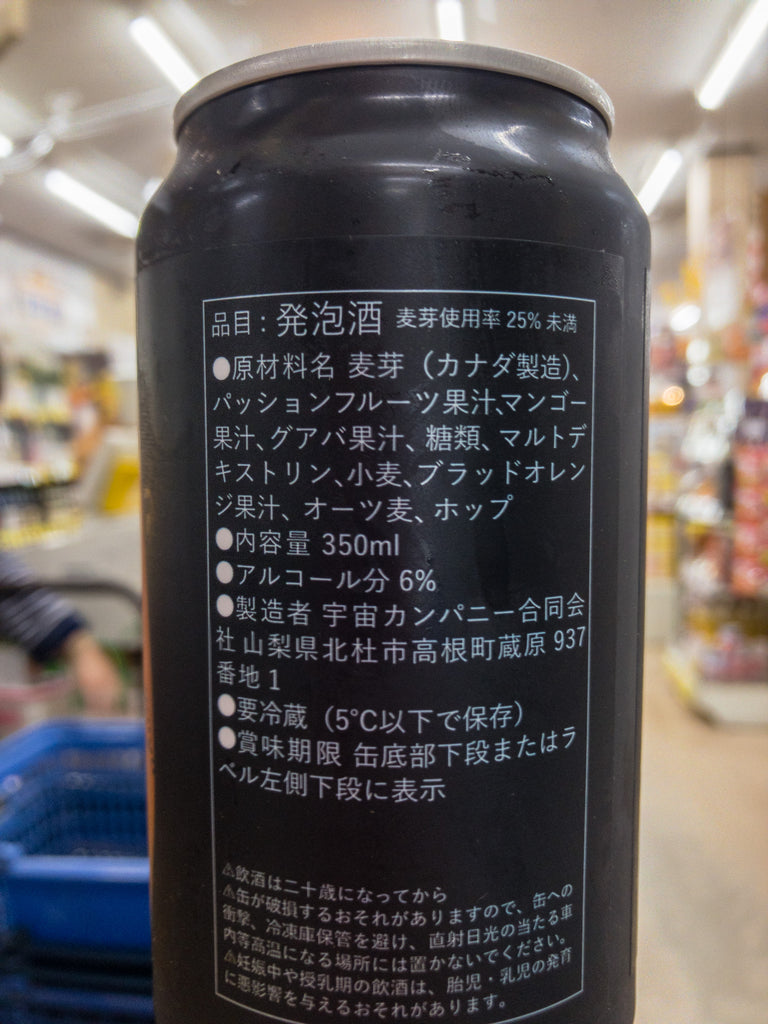 品目：発泡酒 麦芽使用率 25% 未満
●原材料名 麦芽（カナダ製造）、
パッションフルーツ果汁、マンゴー
果汁、グアバ果汁、糖類、マルトデ
キストリン、小麦、ブラッドオレン
ジ果汁、オーツ麦、ホップ
●内容量 350ml
●アルコール分 6%
●製造者 宇宙カンパニー合同会
社 山梨県北杜市高根町蔵原 937
番地 1
●要冷蔵（5°C以下で保存）
●賞味期限 缶底部下段またはラ
ベル左側下段に表示
⚠飲酒は二十歳になってから
⚠缶が破損するおそれがありますので、缶への
衝撃、冷凍庫保管を避け、直射日光の当たる車
内等高温になる場所には置かないでください。
⚠妊娠中や授乳期の飲酒は、胎児・乳児の発育
に悪影響を与えるおそれがあります。